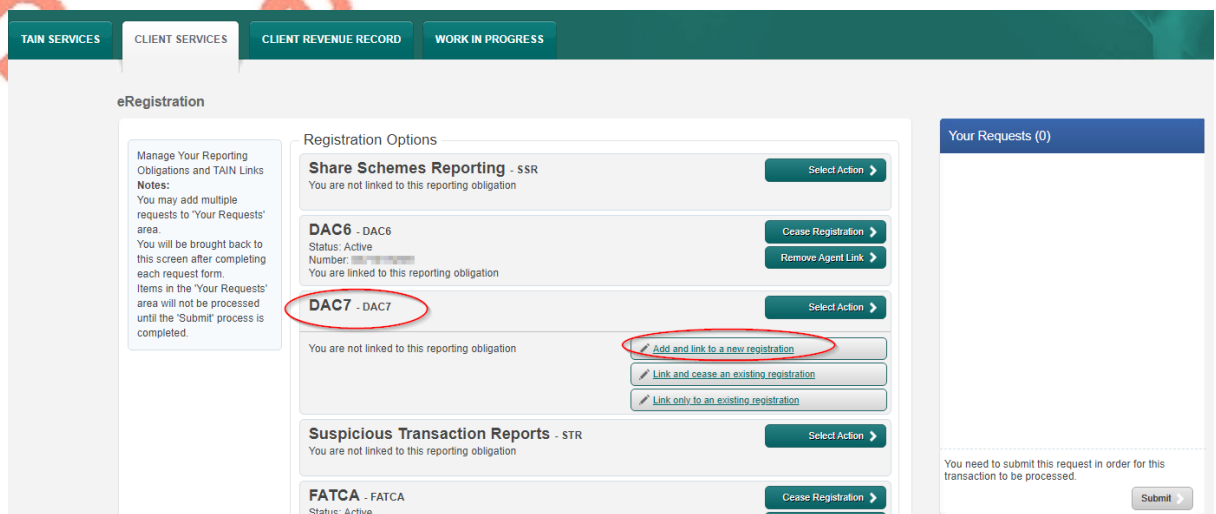 TAIN SERVICES
CLIENT SERVICES
CLIENT REVENUE RECORD
WORK IN PROGRESS
eRegistration
Manage Your Reporting
Obligations and TAIN Links
Notes:
You may add multiple
requests to 'Your Requests'
area.
You will be brought back to
this screen after completing
each request form.
Items in the 'Your Requests'
area will not be processed
until the 'Submit' process is
completed.
Registration Options
Share Schemes Reporting - SSR
Select Action
You are not linked to this reporting obligation
DAC6 - DAC6
Cease Registration
Status: Active
Number:
Remove Agent Link
You are linked to this reporting obligation
DAC7 - DAC7
Select Action
You are not linked to this reporting obligation
Add and link to a new registration
Link and cease an existing registration
Link only to an existing registration
Suspicious Transaction Reports - STR
Select Action
You are not linked to this reporting obligation
FATCA - FATCA
Cease Registration
Status: Active
Your Requests (0)
You need to submit this request in order for this
transaction to be processed.
Submit